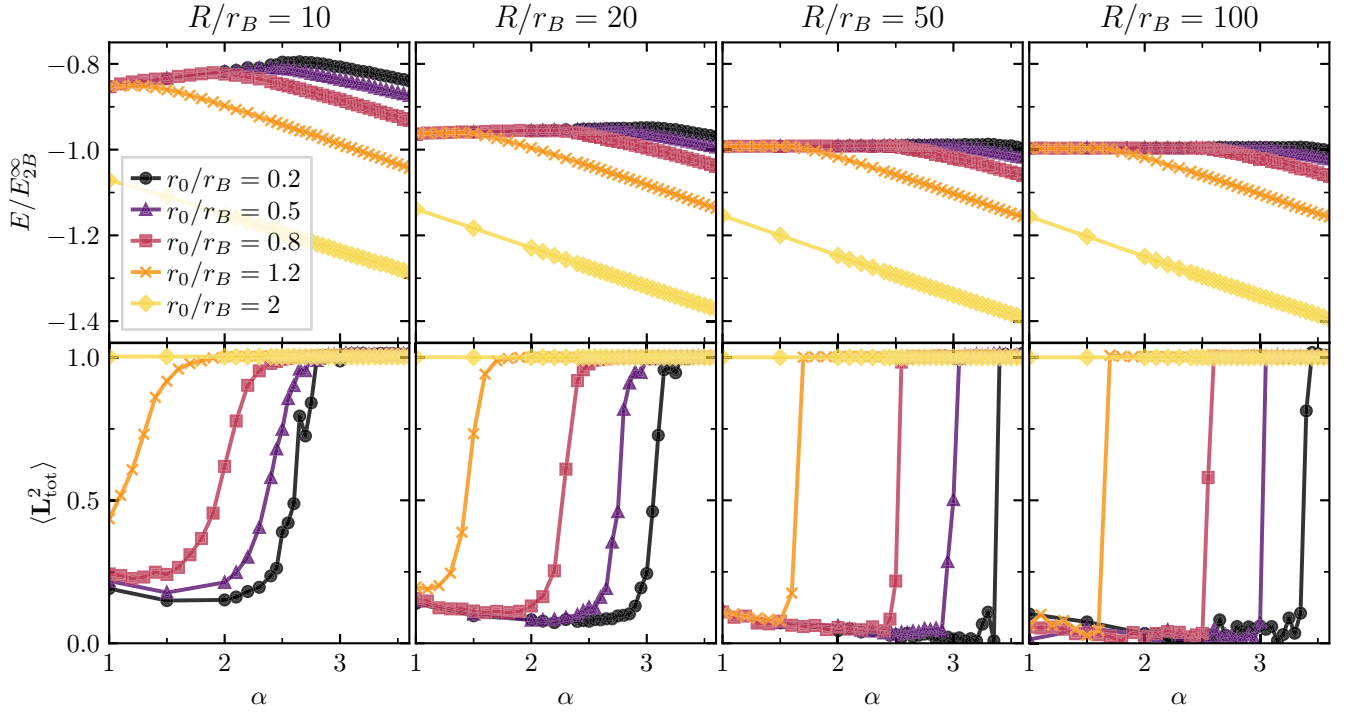 R/r_B = 10
R/r_B = 20
R/r_B = 50
R/r_B = 100
E/E_{2B}^∞
−0.8
−1.0
−1.2
−1.4
r_0/r_B = 0.2
r_0/r_B = 0.5
r_0/r_B = 0.8
r_0/r_B = 1.2
r_0/r_B = 2
⟨L²_tot⟩
1.0
0.5
0.0
1 2 3
1 2 3
1 2 3
1 2 3
α
α
α
α